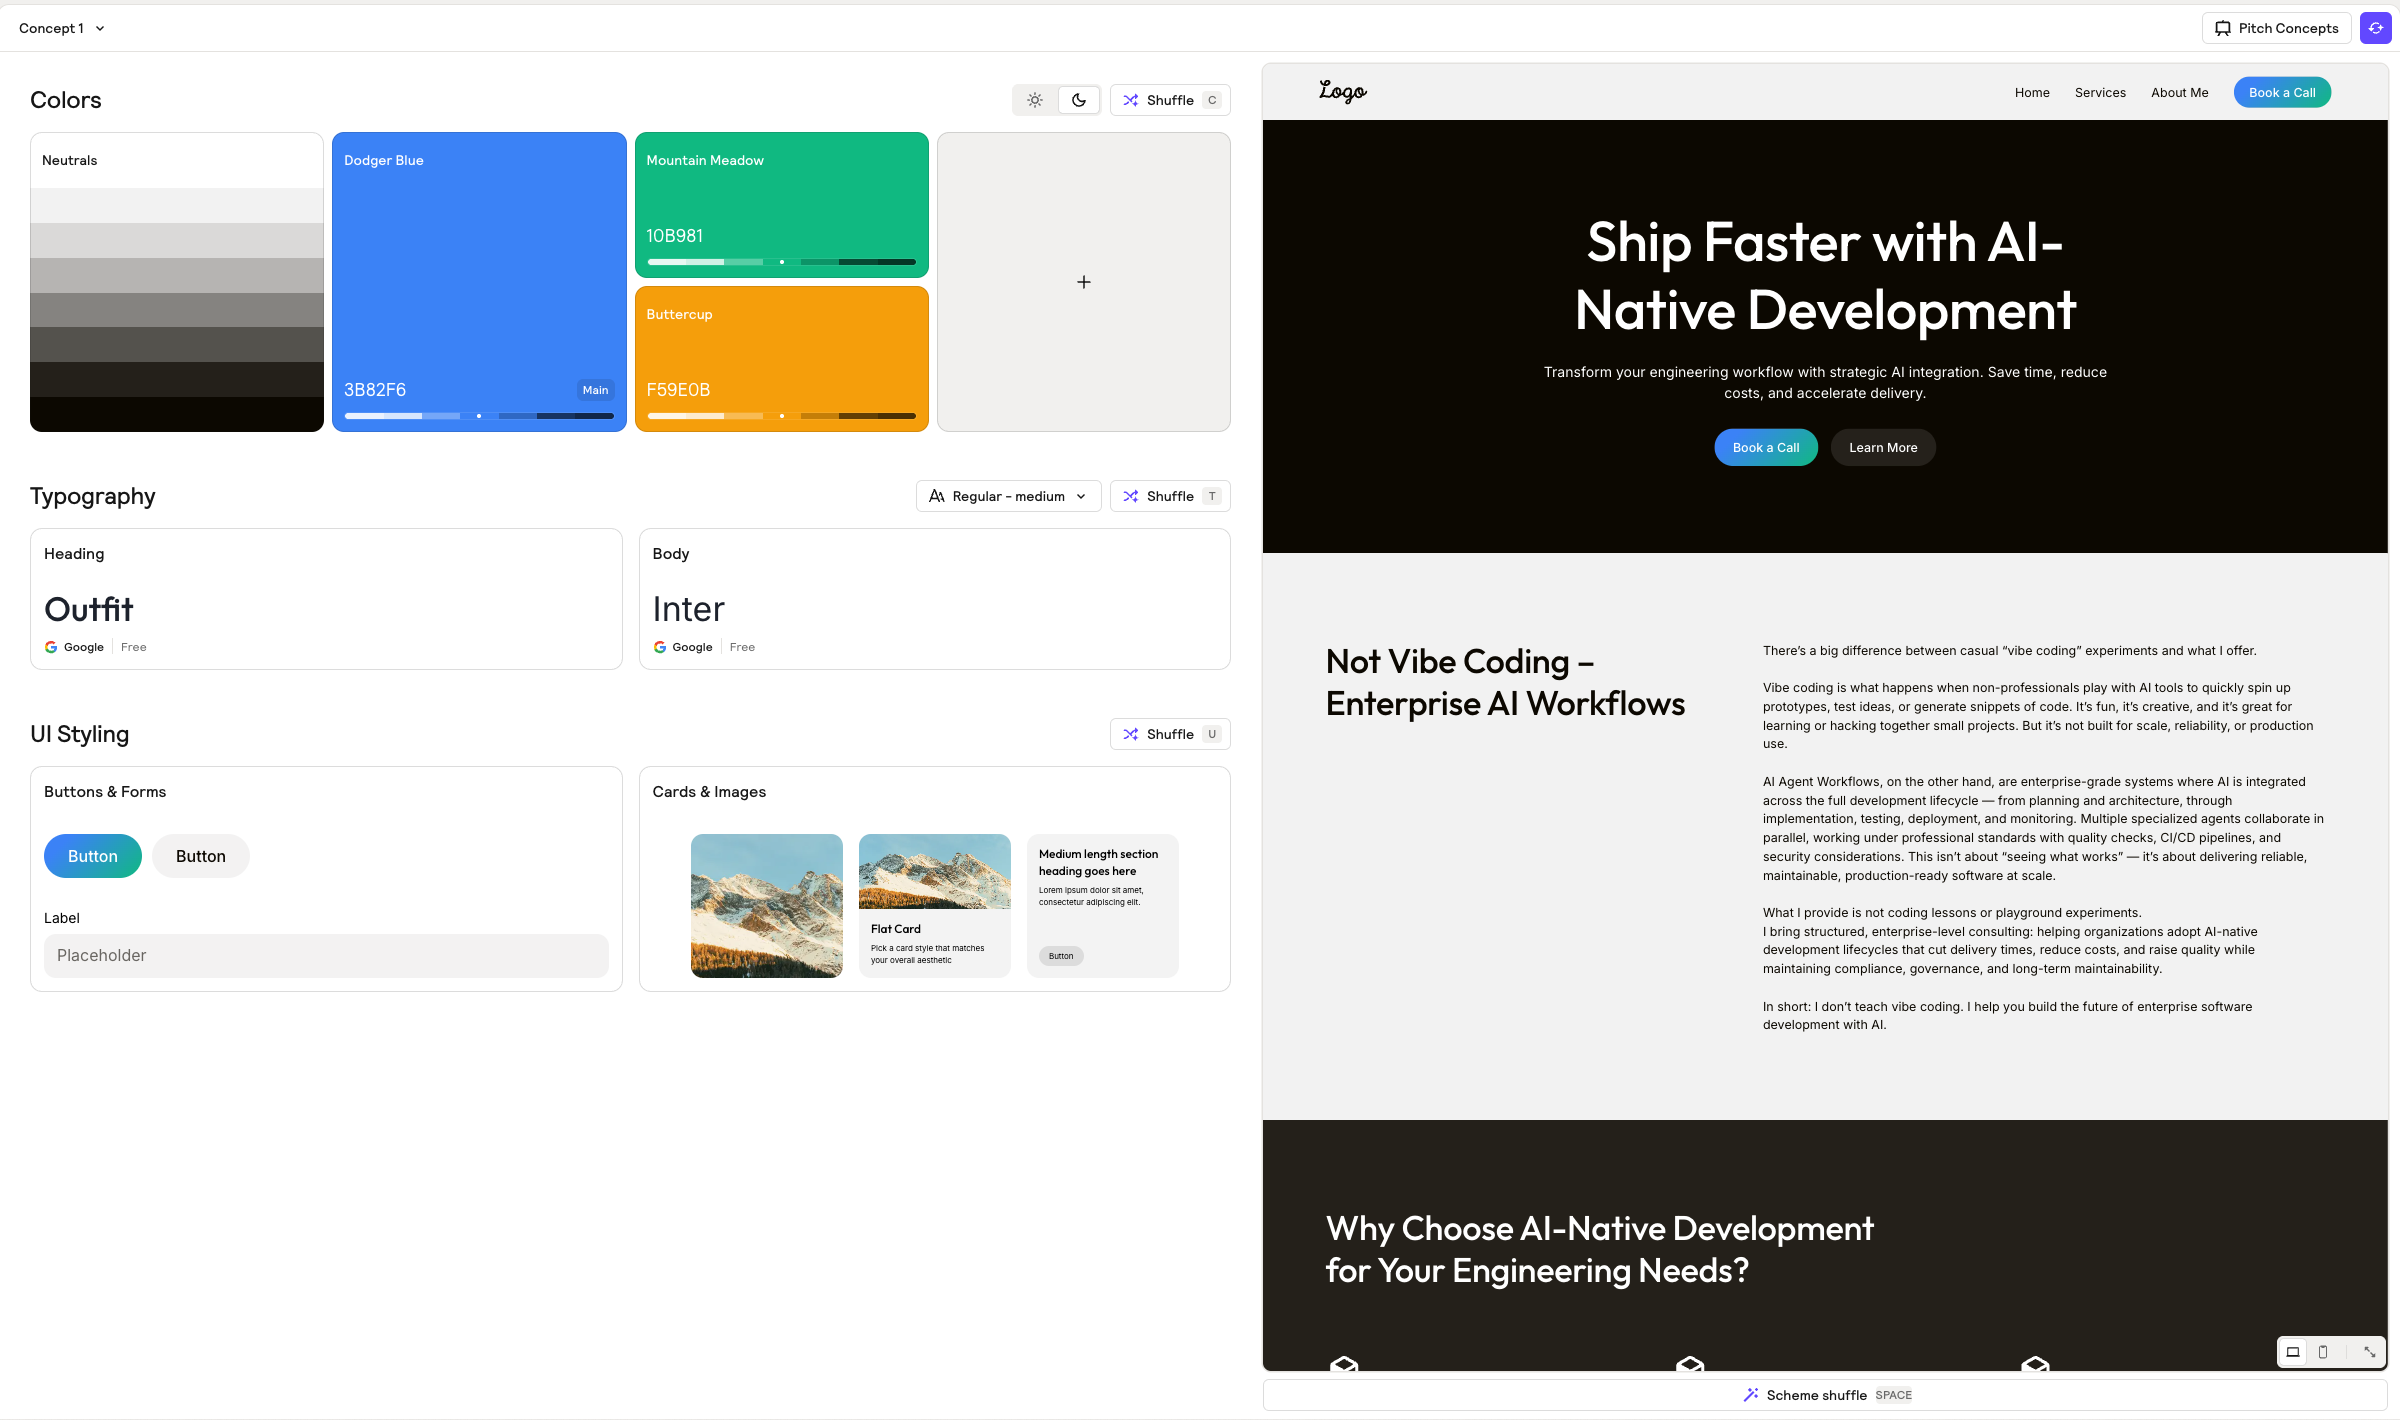 Concept 1
Pitch Concepts
Colors
Shuffle C
Neutrals
Dodger Blue
3B82F6
Main
Mountain Meadow
10B981
Buttercup
F59E0B
Typography
Regular - medium
Shuffle T
Heading
Outfit
Google
Free
Body
Inter
Google
Free
UI Styling
Shuffle U
Buttons & Forms
Button
Button
Label
Placeholder
Cards & Images
Flat Card
Pick a card style that matches
your overall aesthetic
Medium length section
heading goes here
Lorem ipsum dolor sit amet,
consectetur adipiscing elit.
Button
Logo
Home
Services
About Me
Book a Call
Ship Faster with AI-
Native Development
Transform your engineering workflow with strategic AI integration. Save time, reduce
costs, and accelerate delivery.
Book a Call
Learn More
Not Vibe Coding –
Enterprise AI Workflows
There’s a big difference between casual “vibe coding” experiments and what I offer.
Vibe coding is what happens when non-professionals play with AI tools to quickly spin up
prototypes, test ideas, or generate snippets of code. It’s fun, it’s creative, and it’s great for
learning or hacking together small projects. But it’s not built for scale, reliability, or production
use.
AI Agent Workflows, on the other hand, are enterprise-grade systems where AI is integrated
across the full development lifecycle — from planning and architecture, through
implementation, testing, deployment, and monitoring. Multiple specialized agents collaborate in
parallel, working under professional standards with quality checks, CI/CD pipelines, and
security considerations. This isn’t about “seeing what works” — it’s about delivering reliable,
maintainable, production-ready software at scale.
What I provide is not coding lessons or playground experiments.
I bring structured, enterprise-level consulting: helping organizations adopt AI-native
development lifecycles that cut delivery times, reduce costs, and raise quality while
maintaining compliance, governance, and long-term maintainability.
In short: I don’t teach vibe coding. I help you build the future of enterprise software
development with AI.
Why Choose AI-Native Development
for Your Engineering Needs?
Scheme shuffle SPACE